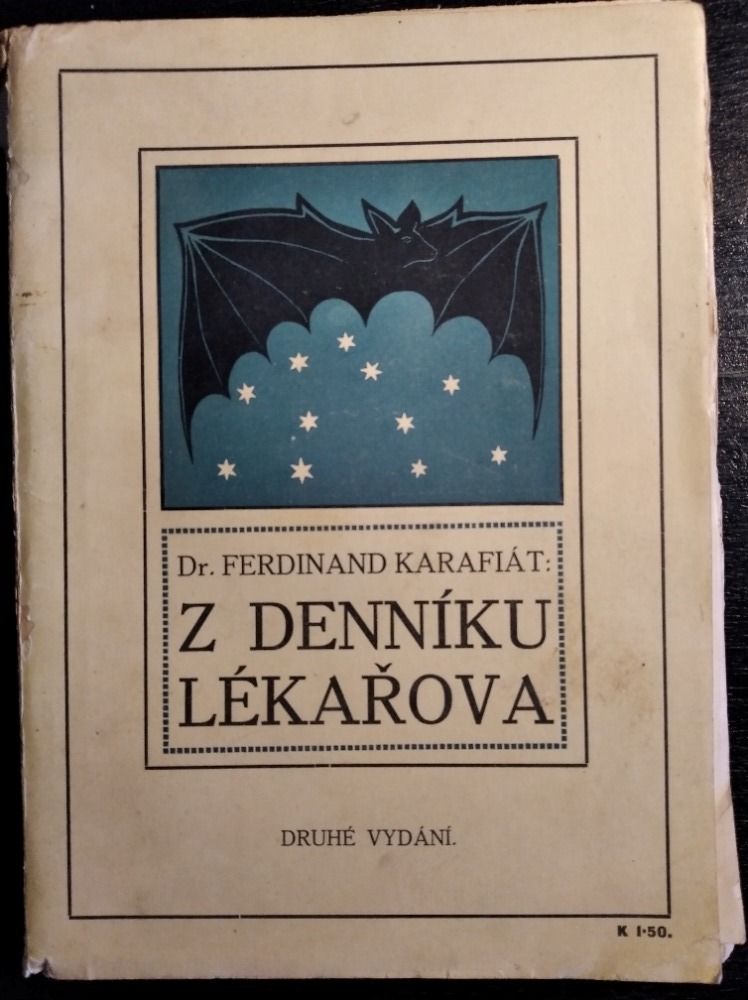 Dr. FERDINAND KARAFIÁT:
Z DENNÍKU
LÉKAŘOVA
DRUHÉ VYDÁNÍ.
K 1·50.